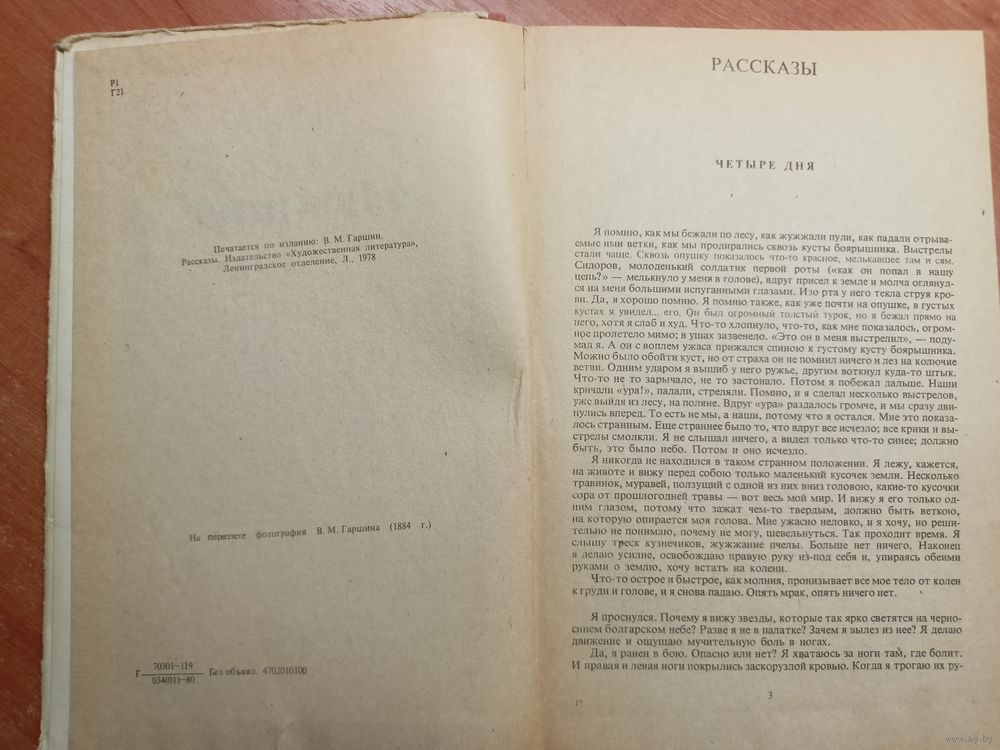 Р1
Г21
Печатается по изданию: В. М. Гаршин.
Рассказы. Издательство «Художественная литература»,
Ленинградское отделение, Л., 1978
На переплете фотография В. М. Гаршина (1884 г.)
Г 70301—119
034(01)—80 Без объявл. 4702010100
РАССКАЗЫ
ЧЕТЫРЕ ДНЯ
Я помню, как мы бежали по лесу, как жужжали пули, как падали отрыва-
емые ими ветки, как мы продирались сквозь кусты боярышника. Выстрелы
стали чаще. Сквозь опушку показалось что-то красное, мелькавшее там и сям.
Сидоров, молоденький солдатик первой роты («как он попал в нашу
цепь?» — мелькнуло у меня в голове), вдруг присел к земле и молча оглянул-
ся на меня большими испуганными глазами. Изо рта у него текла струя кро-
ви. Да, я хорошо помню. Я помню также, как уже почти на опушке, в густых
кустах я увидел... его. Он был огромный толстый турок, но я бежал прямо на
него, хотя я слаб и худ. Что-то хлопнуло, что-то, как мне показалось, огром-
ное пролетело мимо; в ушах зазвенело. «Это он в меня выстрелил», — поду-
мал я. А он с воплем ужаса прижался спиною к густому кусту боярышника.
Можно было обойти куст, но от страха он не помнил ничего и лез на колючие
ветви. Одним ударом я вышиб у него ружье, другим воткнул куда-то штык.
Что-то не то зарычало, не то застонало. Потом я побежал дальше. Наши
кричали «ура!», падали, стреляли. Помню, и я сделал несколько выстрелов,
уже выйдя из лесу, на поляне. Вдруг «ура» раздалось громче, и мы сразу дви-
нулись вперед. То есть не мы, а наши, потому что я остался. Мне это показа-
лось странным. Еще страннее было то, что вдруг все исчезло; все крики и вы-
стрелы смолкли. Я не слышал ничего, а видел только что-то синее; должно
быть, это было небо. Потом и оно исчезло.
Я никогда не находился в таком странном положении. Я лежу, кажется,
на животе и вижу перед собою только маленький кусочек земли. Несколько
травинок, муравей, ползущий с одной из них вниз головою, какие-то кусочки
сора от прошлогодней травы — вот весь мой мир. И вижу я его только од-
ним глазом, потому что зажат чем-то твердым, должно быть веткою,
на которую опирается моя голова. Мне ужасно неловко, и я хочу, но реши-
тельно не понимаю, почему не могу, шевельнуться. Так проходит время. Я
слышу треск кузнечиков, жужжание пчелы. Больше нет ничего. Наконец
я делаю усилие, освобождаю правую руку из-под себя и, упираясь обеими
руками о землю, хочу встать на колени.
Что-то острое и быстрое, как молния, пронизывает все мое тело от колен
к груди и голове, и я снова падаю. Опять мрак, опять ничего нет.
Я проснулся. Почему я вижу звезды, которые так ярко светятся на черно-
синем болгарском небе? Разве я не в палатке? Зачем я вылез из нее? Я делаю
движение и ощущаю мучительную боль в ногах.
Да, я ранен в бою. Опасно или нет? Я хватаюсь за ноги там, где болит.
И правая и левая ноги покрылись заскорузлой кровью. Когда я трогаю их ру-
3
www.ay.by